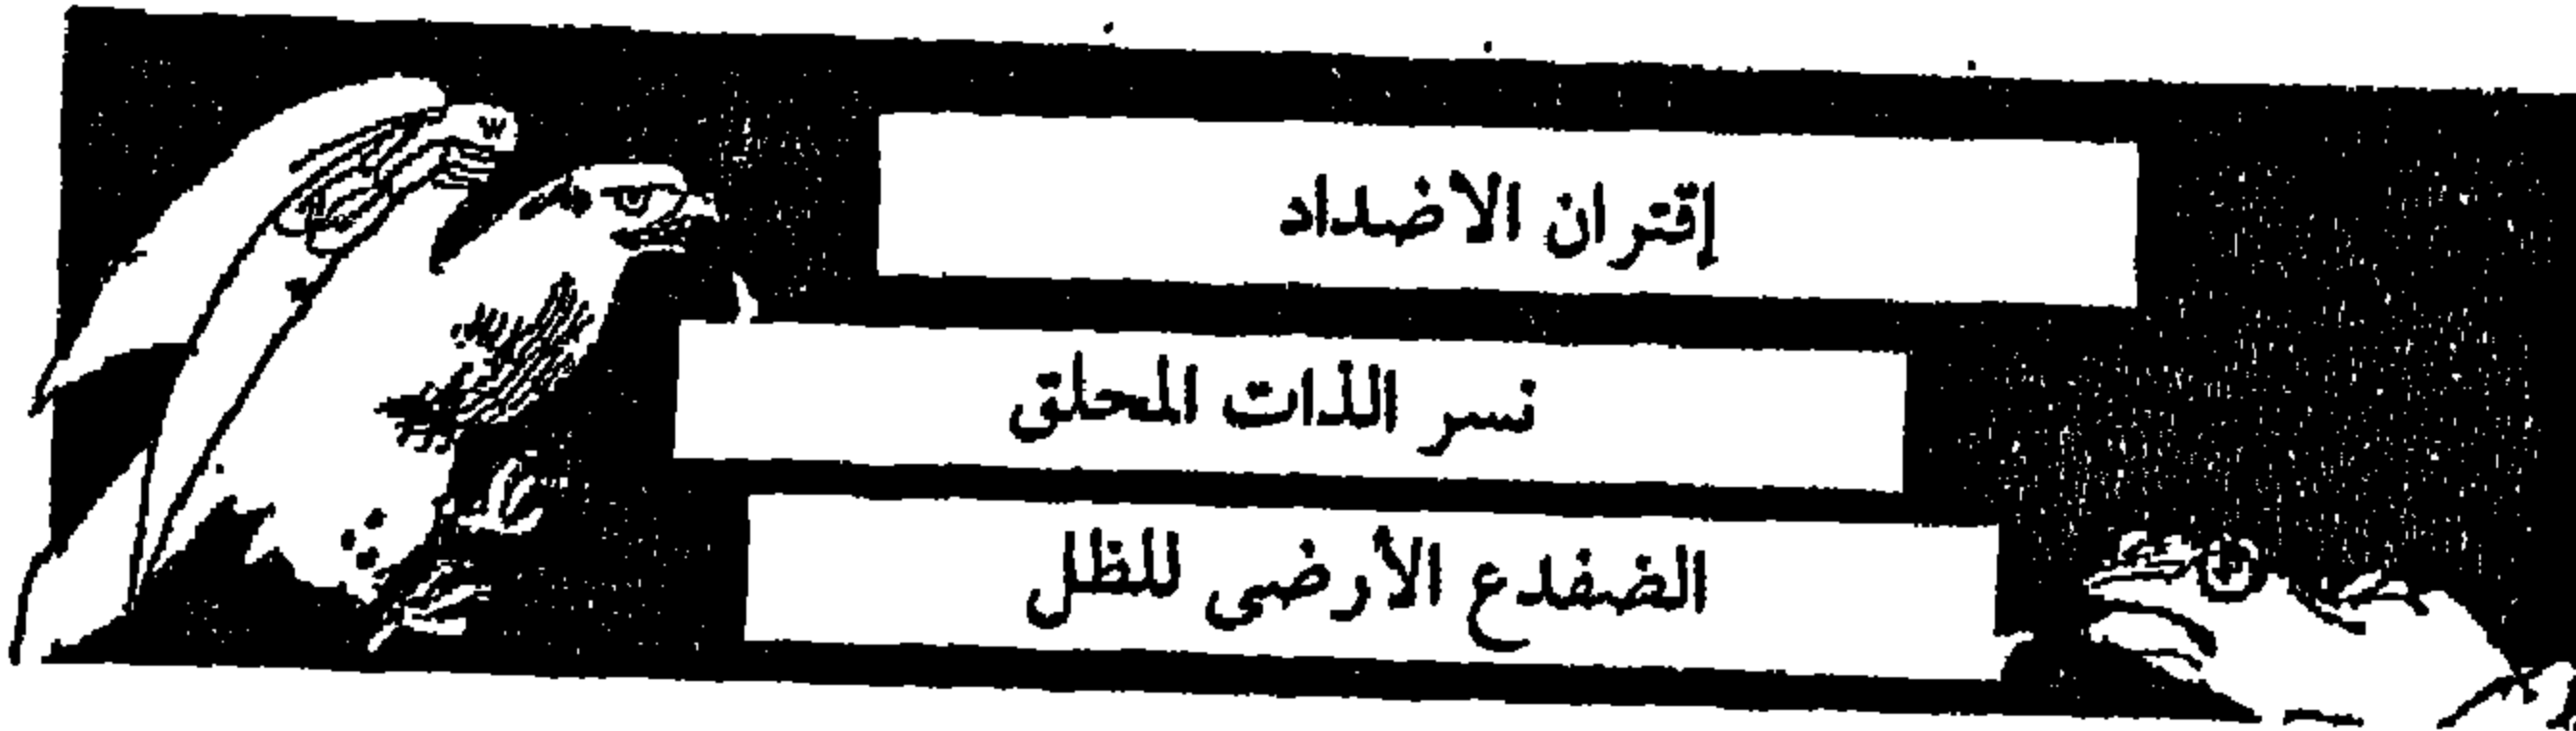 إقتران الاضداد
نسر الذات المحلق
الضفدع الأرضى للظل